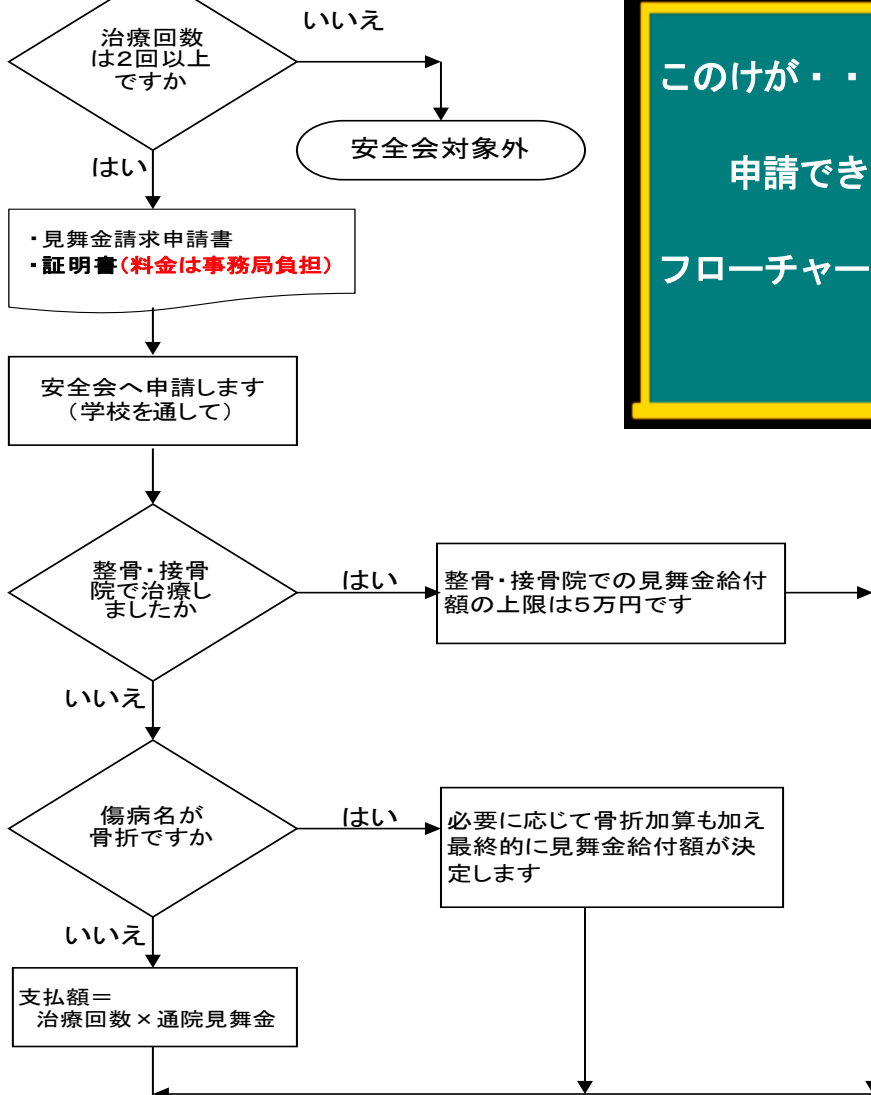 治療回数
は2回以上
ですか
いいえ
安全会対象外
はい
・見舞金請求申請書
・証明書(料金は事務局負担)
安全会へ申請します
(学校を通して)
整骨・接骨
院で治療し
ましたか
はい
整骨・接骨院での見舞金給付
額の上限は5万円です
いいえ
傷病名が
骨折ですか
はい
必要に応じて骨折加算も加え
最終的に見舞金給付額が決
定します
いいえ
支払額＝
治療回数×通院見舞金
このけが・・
申請でき
フローチャー